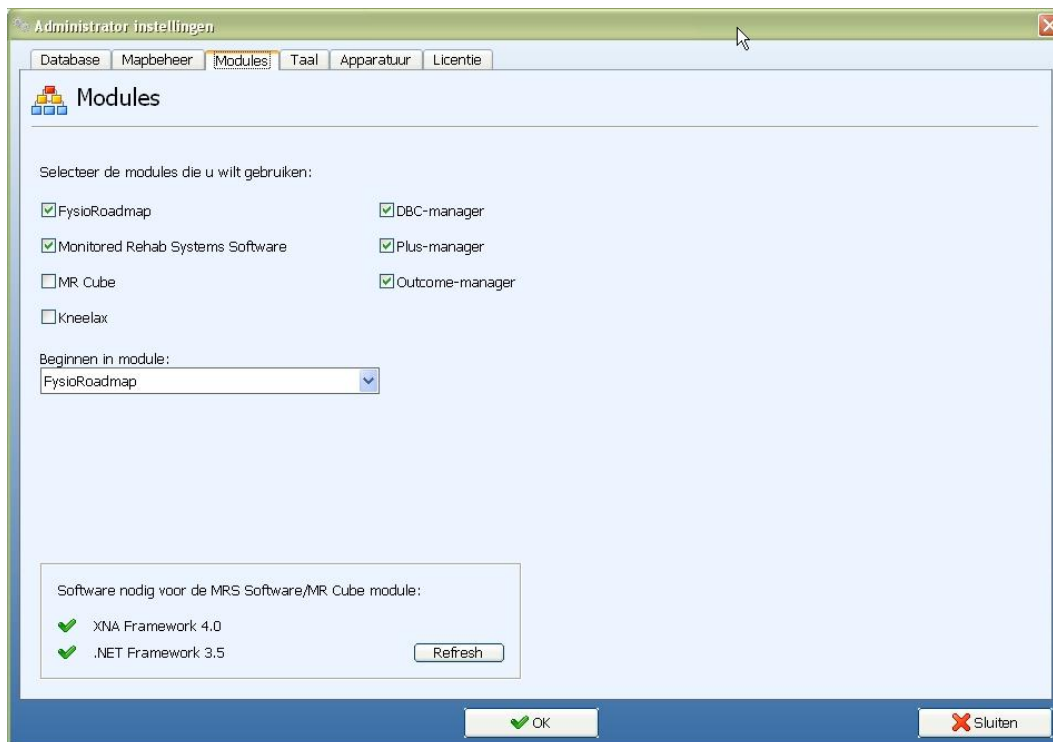 Administrator instellingen
Database Mapbeheer Modules Taal Apparatuur Licentie
Modules
Selecteer de modules die u wilt gebruiken:
FysioRoadmap DBC-manager
Monitored Rehab Systems Software Plus-manager
MR Cube Outcome-manager
Kneelax
Beginnen in module:
FysioRoadmap
Software nodig voor de MRS Software/MR Cube module:
XNA Framework 4.0
.NET Framework 3.5 Refresh
OK Sluiten